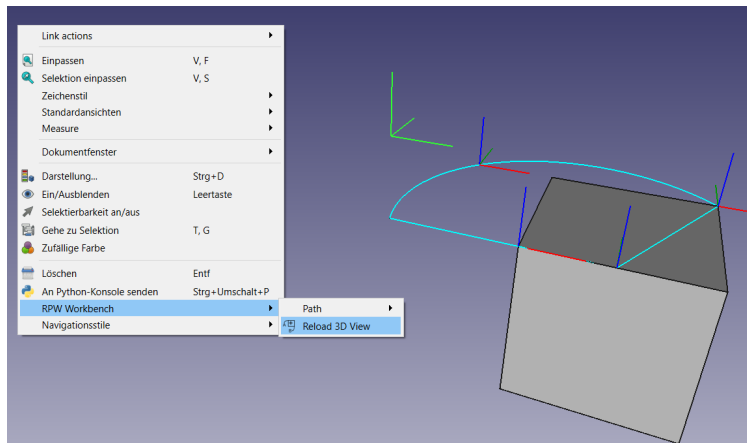 Link actions
Einpassen V, F
Selektion einpassen V, S
Zeichenstil
Standardansichten
Measure
Dokumentfenster
Darstellung... Strg+D
Ein/Ausblenden Leertaste
Selektierbarkeit an/aus
Gehe zu Selektion T, G
Zufällige Farbe
Löschen Entf
An Python-Konsole senden Strg+Umschalt+P
RPW Workbench
Path
Navigationsstile
Reload 3D View